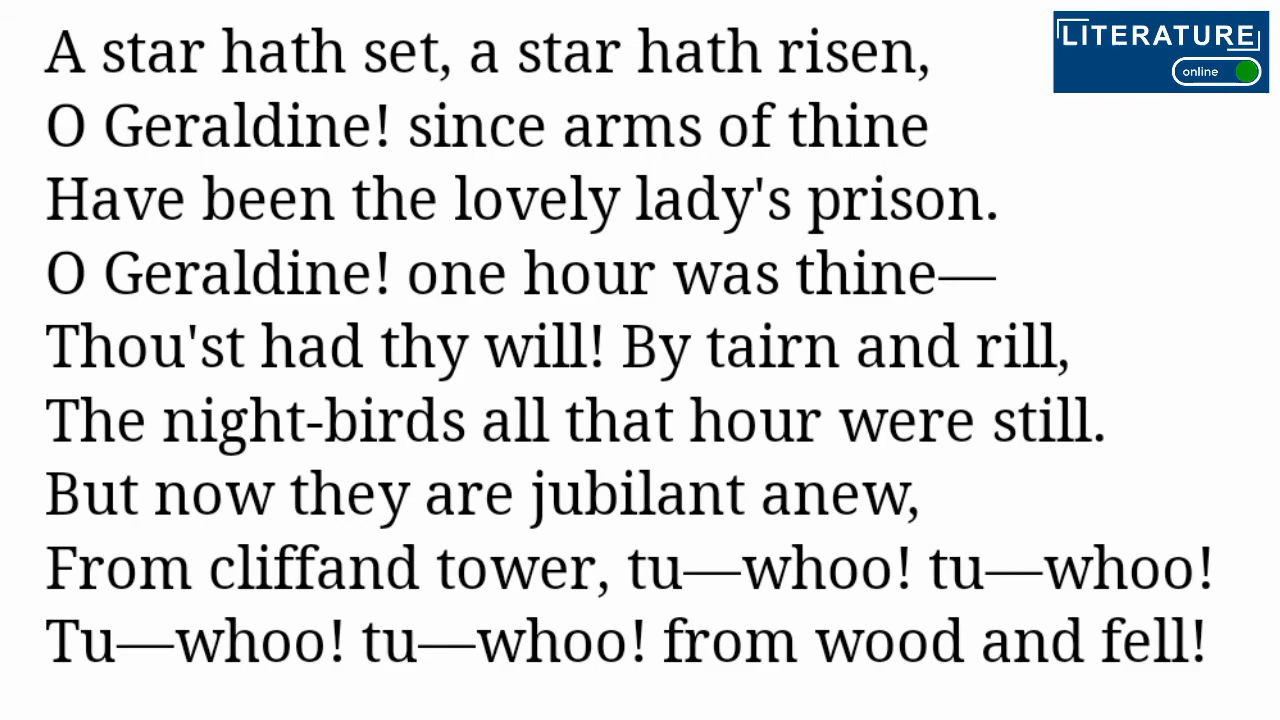 A star hath set, a star hath risen,
O Geraldine! since arms of thine
Have been the lovely lady's prison.
O Geraldine! one hour was thine—
Thou'st had thy will! By tairn and rill,
The night-birds all that hour were still.
But now they are jubilant anew,
From cliffand tower, tu—whoo! tu—whoo!
Tu—whoo! tu—whoo! from wood and fell!
LITERATURE
online